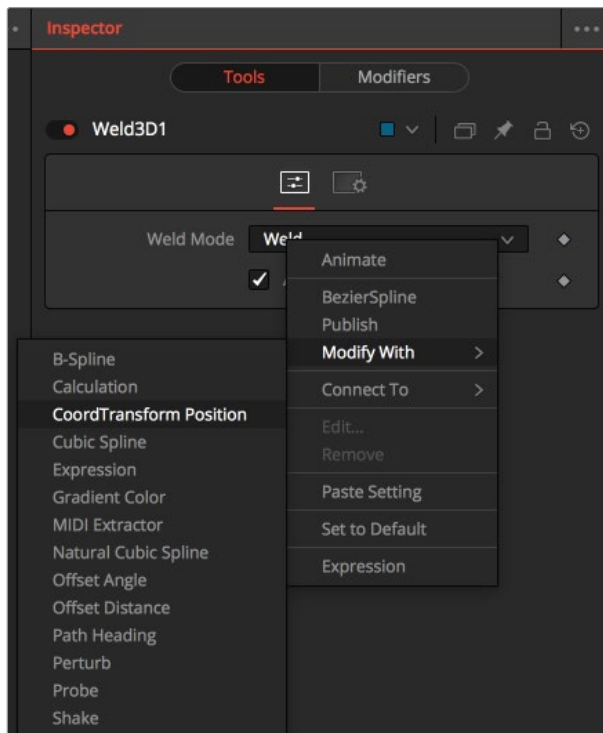 Inspector
Tools Modifiers
Weld3D1
Weld Mode Weld
Animate
BezierSpline
Publish
Modify With
Connect To
Edit...
Remove
Paste Setting
Set to Default
Expression
B-Spline
Calculation
CoordTransform Position
Cubic Spline
Expression
Gradient Color
MIDI Extractor
Natural Cubic Spline
Offset Angle
Offset Distance
Path Heading
Perturb
Probe
Shake